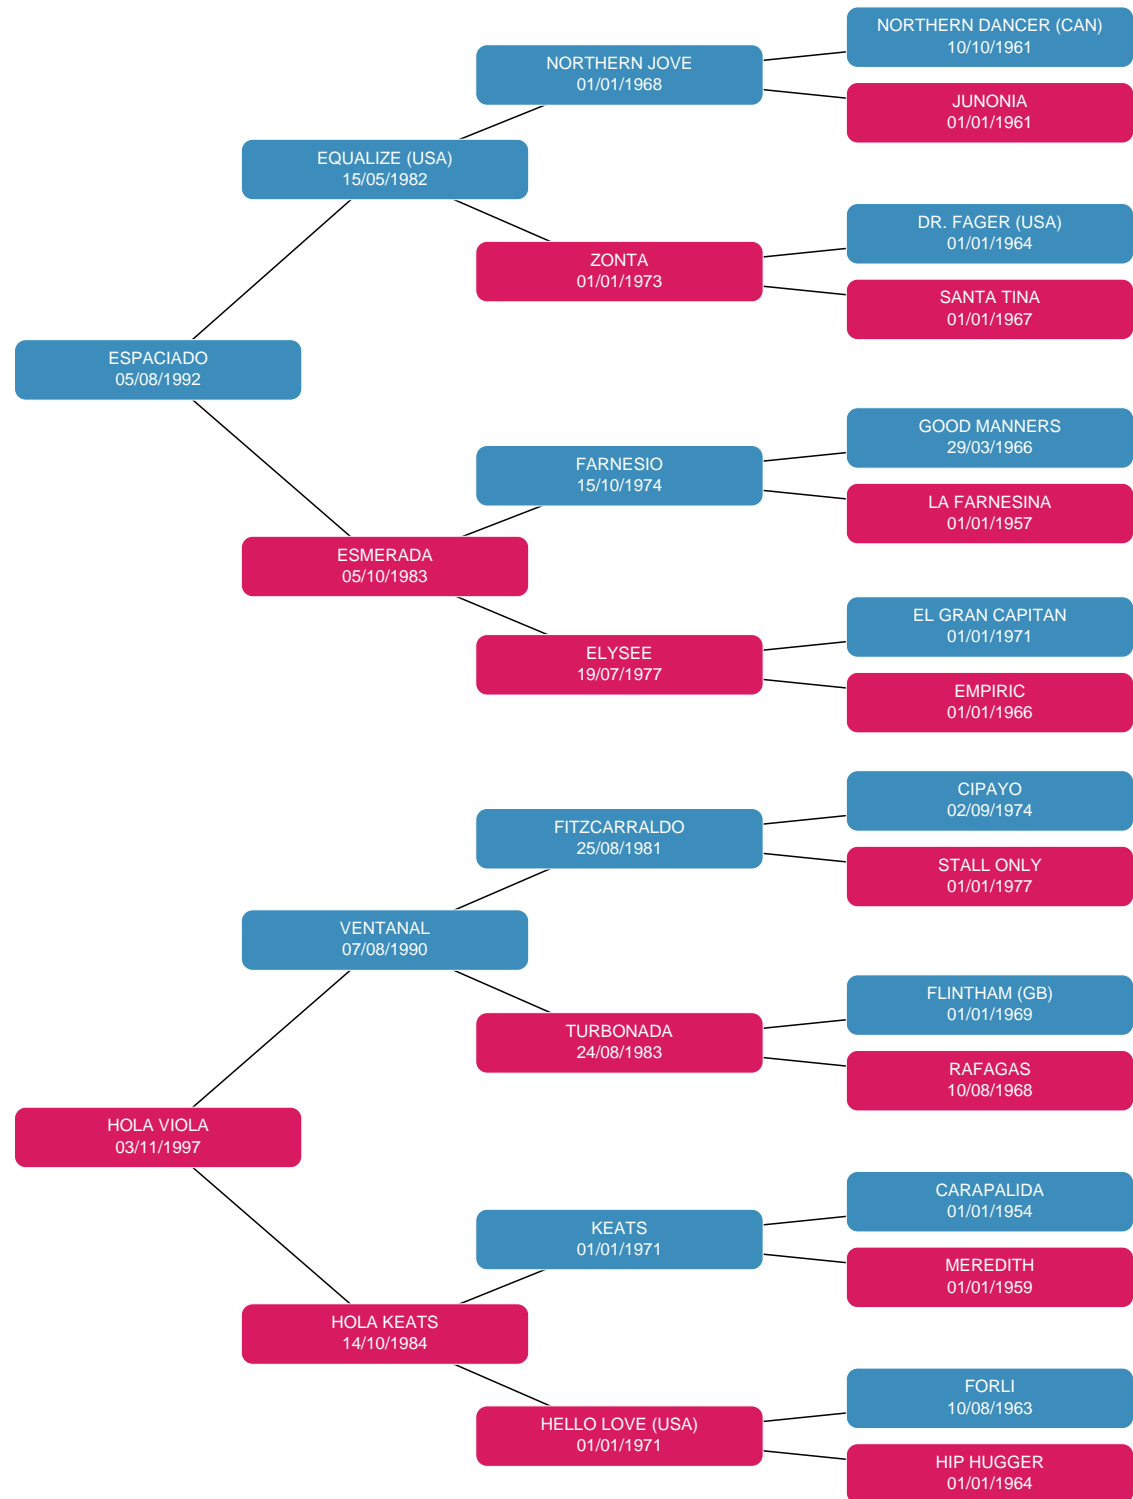 NORTHERN DANCER (CAN)
10/10/1961
NORTHERN JOVE
01/01/1968
JUNONIA
01/01/1961
EQUALIZE (USA)
15/05/1982
DR. FAGER (USA)
01/01/1964
ZONTA
01/01/1973
SANTA TINA
01/01/1967
ESPACIADO
05/08/1992
GOOD MANNERS
29/03/1966
FARNESIO
15/10/1974
LA FARNESINA
01/01/1957
ESMERADA
05/10/1983
EL GRAN CAPITAN
01/01/1971
ELYSEE
19/07/1977
EMPIRIC
01/01/1966
CIPAYO
02/09/1974
FITZCARRALDO
25/08/1981
STALL ONLY
01/01/1977
VENTANAL
07/08/1990
FLINTHAM (GB)
01/01/1969
TURBONADA
24/08/1983
RAFAGAS
10/08/1968
HOLA VIOLA
03/11/1997
CARAPALIDA
01/01/1954
KEATS
01/01/1971
MEREDITH
01/01/1959
HOLA KEATS
14/10/1984
FORLI
10/08/1963
HELLO LOVE (USA)
01/01/1971
HIP HUGGER
01/01/1964